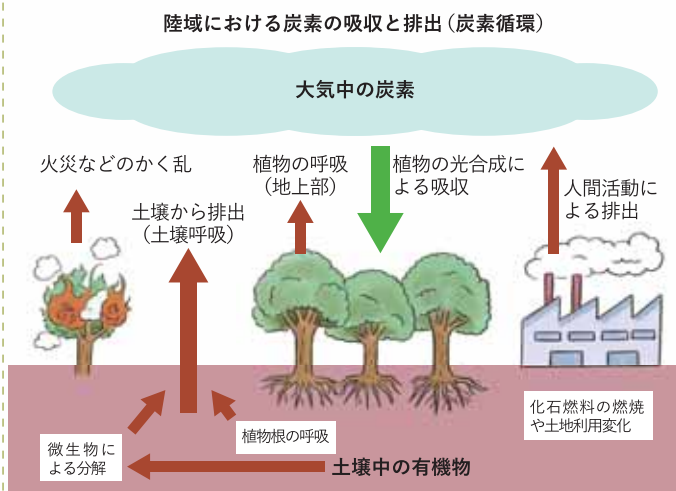 陸域における炭素の吸収と排出（炭素循環）
大気中の炭素
火災などのかく乱
土壌から排出
（土壌呼吸）
植物の呼吸
（地上部）
植物の光合成に
よる吸収
人間活動に
よる排出
微生物に
よる分解
植物根の呼吸
土壌中の有機物
化石燃料の燃焼
や土地利用変化